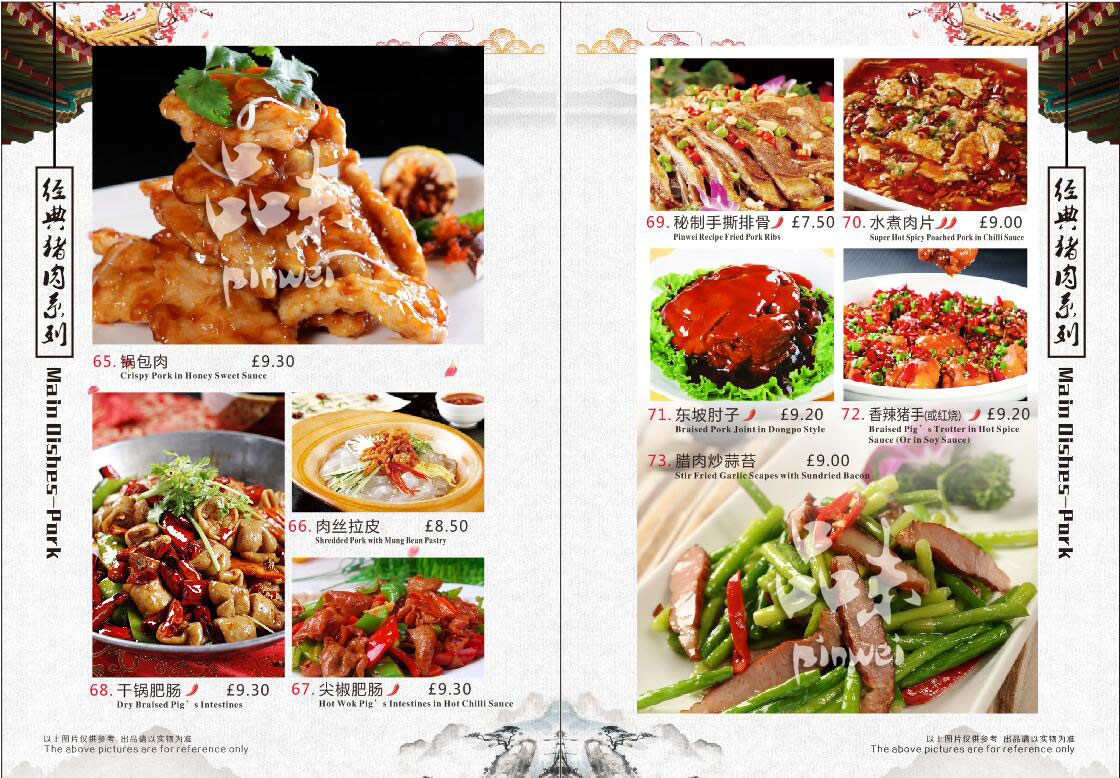 经典猪肉系列
Main Dishes-Pork
品味
pinwei
65. 锅包肉 £9.30
Crispy Pork in Honey Sweet Sauce
66. 肉丝拉皮 £8.50
Shredded Pork with Mung Bean Pastry
68. 干锅肥肠 £9.30
Dry Braised Pig's Intestines
67. 尖椒肥肠 £9.30
Hot Wok Pig's Intestines in Hot Chilli Sauce
以上图片仅供参考 出品请以实物为准
The above pictures are for reference only
69. 秘制手撕排骨 £7.50
Pinwei Recipe Fried Pork Ribs
70. 水煮肉片 £9.00
Super Hot Spicy Poached Pork in Chilli Sauce
71. 东坡肘子 £9.20
Braised Pork Joint in Dongpo Style
72. 香辣猪手(或红烧) £9.20
Braised Pig's Trotter in Hot Spice
Sauce (Or in Soy Sauce)
73. 腊肉炒蒜苔 £9.00
Stir Fried Garlic Scapes with Sundried Bacon
品味
pinwei
经典猪肉系列
Main Dishes-Pork
以上图片仅供参考 出品请以实物为准
The above pictures are for reference only